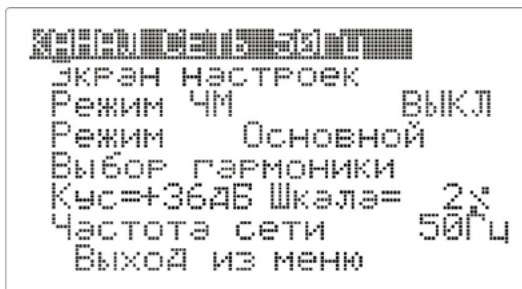 КАНАЛ СЕТЬ 50Гц
Экран настроек
Режим ЧМ ВЫКЛ
Режим Основной
Выбор гармоники
Кус=+36дБ Шкала= 2%
Частота сети 50Гц
Выход из меню